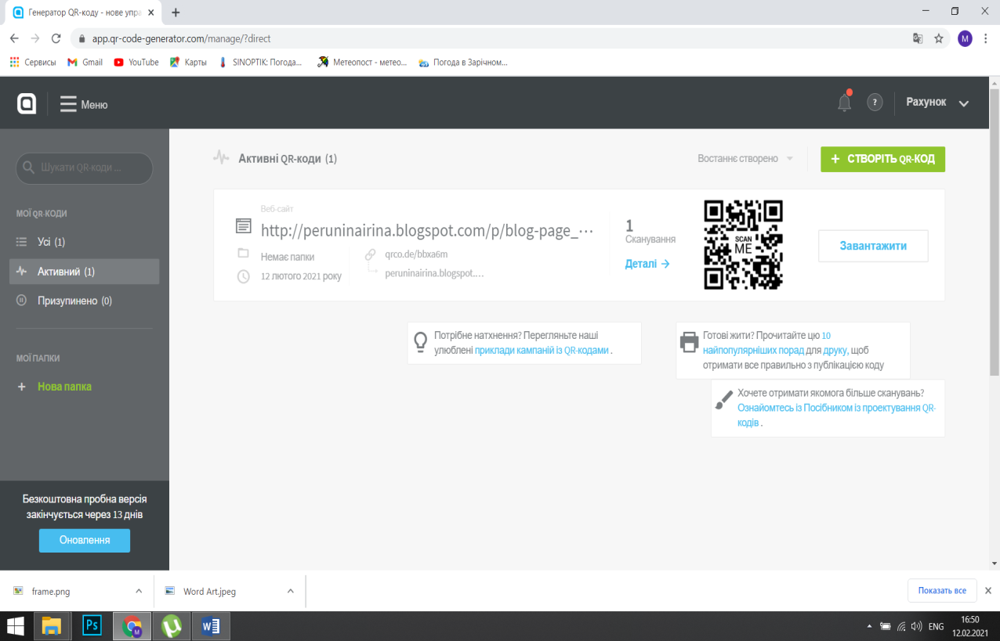 Генератор QR-коду - нове упра
app.qr-code-generator.com/manage/?direct
M
Сервисы Gmail YouTube Карты SINOPTIK: Погода... Метеопост - метео... Погода в Зарічном...
Меню
? Рахунок
Шукати QR-коди ...
МОЇ QR-КОДИ
Усі (1)
Активний (1)
Призупинено (0)
МОЇ ПАПКИ
+ Нова папка
Безкоштовна пробна версія
закінчується через 13 днів
Оновлення
Активні QR-коди (1)
Востаннє створено
+ СТВОРІТЬ QR-КОД
Веб-сайт
http://peruninairina.blogspot.com/p/blog-page_...
Немає папки
12 лютого 2021 року
qrco.de/bbxa6m
peruninairina.blogspot....
1
Сканування
Деталі →
SCAN
ME
Завантажити
Потрібне натхнення? Перегляньте наші
улюблені приклади кампаній із QR-кодами .
Готові жити? Прочитайте цю 10
найпопулярніших порад для друку, щоб
отримати все правильно з публікацією коду
Хочете отримати якомога більше сканувань?
Ознайомтесь із Посібником із проектування QR-
кодів .
frame.png
Word Art.jpeg
Показать все
Ps
M
W
ENG
16:50
12.02.2021